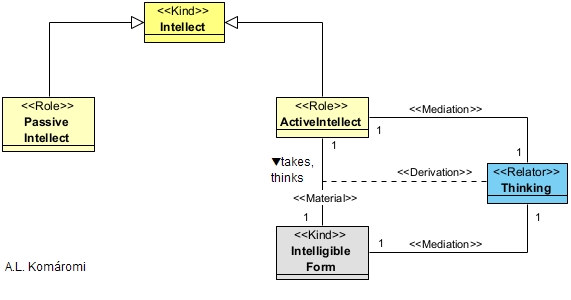 <<Kind>>
Intellect
<<Role>>
Passive
Intellect
<<Role>>
ActiveIntellect
<<Mediation>>
1
1
1
▼takes,
thinks
<<Derivation>>
<<Relator>>
Thinking
<<Material>>
1
1
<<Kind>>
Intelligible
Form
1
<<Mediation>>
A.L. Komáromi